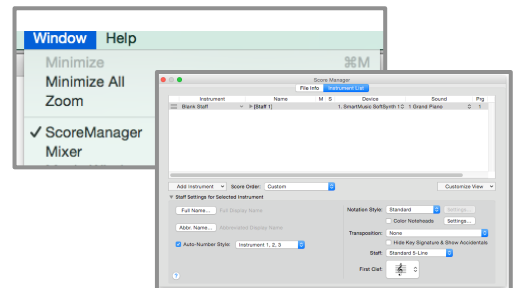 Window Help
Minimize ⌘M
Minimize All
Zoom
✓ ScoreManager
Mixer
Score Manager
File Info Instrument List
Instrument Name M S Device Sound Prg
Blank Staff [Staff 1] 1. SmartMusic SoftSynth 1 1 Grand Piano 1
Add Instrument Score Order: Custom Customize View
Staff Settings for Selected Instrument
Full Name... Full Display Name Notation Style: Standard Settings...
Color Noteheads Settings...
Abbr. Name... Abbreviated Display Name Transposition: None
Hide Key Signature & Show Accidentals
Auto-Number Style: Instrument 1, 2, 3 Staff: Standard 5-Line
First Clef:
?